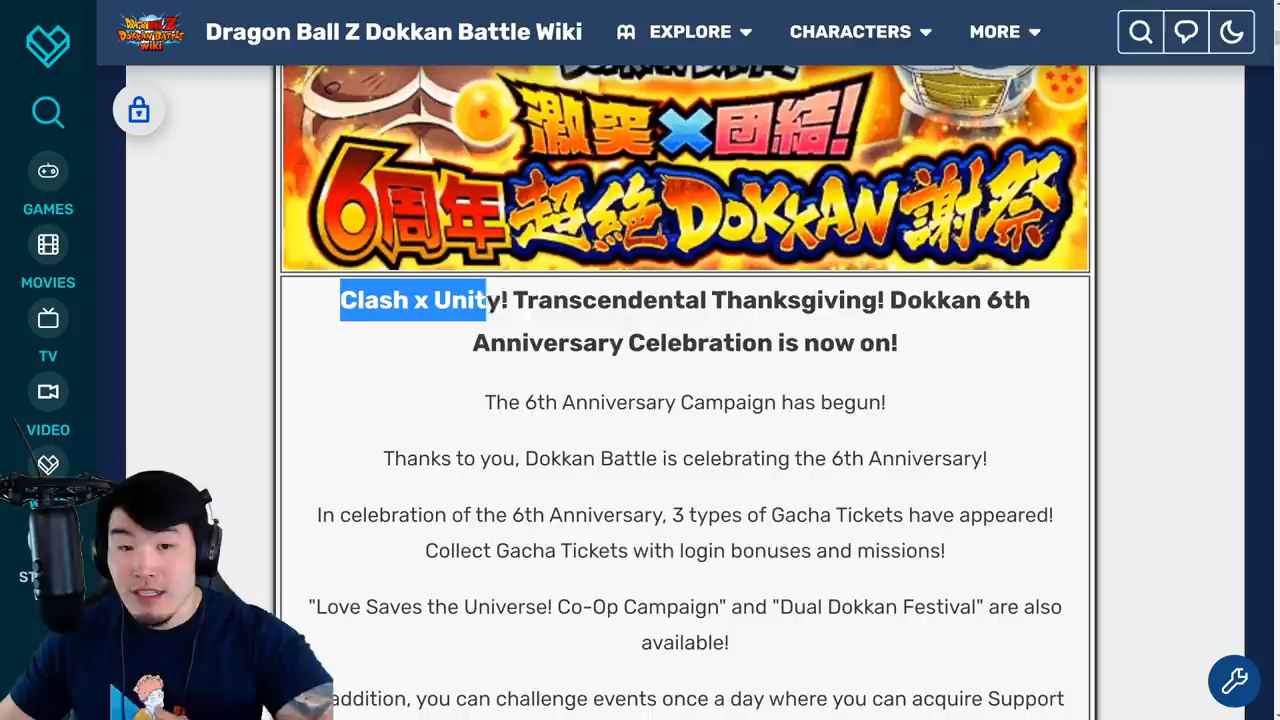 Dragon Ball Z Dokkan Battle Wiki
EXPLORE
CHARACTERS
MORE
激突×団結!
6周年超絶DOKKAN謝祭
GAMES
MOVIES
TV
VIDEO
Clash x Unity! Transcendental Thanksgiving! Dokkan 6th
Anniversary Celebration is now on!
The 6th Anniversary Campaign has begun!
Thanks to you, Dokkan Battle is celebrating the 6th Anniversary!
In celebration of the 6th Anniversary, 3 types of Gacha Tickets have appeared!
Collect Gacha Tickets with login bonuses and missions!
"Love Saves the Universe! Co-Op Campaign" and "Dual Dokkan Festival" are also
available!
addition, you can challenge events once a day where you can acquire Support